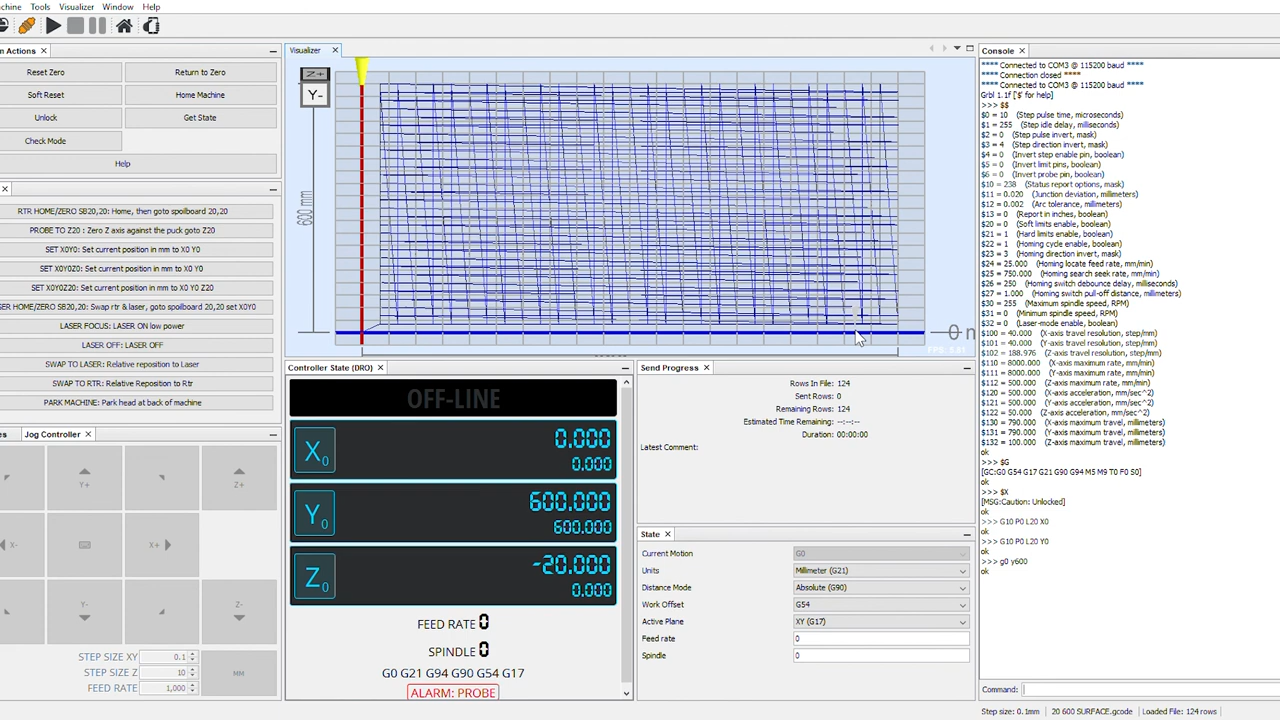 achine Tools Visualizer Window Help
n Actions
Reset Zero
Return to Zero
Soft Reset
Home Machine
Unlock
Get State
Check Mode
Help
RTR HOME/ZERO SB20,20: Home, then goto spoilboard 20,20
PROBE TO Z20 : Zero Z axis against the puck goto Z20
SET X0Y0: Set current position in mm to X0 Y0
SET X0Y0Z0: Set current position in mm to X0 Y0
SET X0Y0Z20: Set current position in mm to X0 Y0 Z20
SER HOME/ZERO SB20, 20: Swap rtr & laser, goto spoilboard 20,20 set X0Y0
LASER FOCUS: LASER ON low power
LASER OFF: LASER OFF
SWAP TO LASER: Relative reposition to Laser
SWAP TO RTR: Relative Reposition to Rtr
PARK MACHINE: Park head at back of machine
es
Jog Controller
Y+
Z+
X-
X+
Y-
Z-
STEP SIZE XY 0.1
STEP SIZE Z 10
FEED RATE 1,000
MM
Visualizer
Z+
Y-
600 mm
0 n
Controller State (DRO)
OFF-LINE
X0 0.000
0.000
Y0 600.000
600.000
Z0 -20.000
0.000
FEED RATE 0
SPINDLE 0
G0 G21 G94 G90 G54 G17
ALARM: PROBE
Send Progress
Rows In File: 124
Sent Rows: 0
Remaining Rows: 124
Estimated Time Remaining: --:--:--
Duration: 00:00:00
Latest Comment:
State
Current Motion G0
Units Millimeter (G21)
Distance Mode Absolute (G90)
Work Offset G54
Active Plane XY (G17)
Feed rate 0
Spindle 0
Console
**** Connected to COM3 @ 115200 baud ****
**** Connection closed ****
**** Connected to COM3 @ 115200 baud ****
Grbl 1.1f ['$' for help]
>>> $$
$0 = 10 (Step pulse time, microseconds)
$1 = 255 (Step idle delay, milliseconds)
$2 = 0 (Step pulse invert, mask)
$3 = 4 (Step direction invert, mask)
$4 = 0 (Invert step enable pin, boolean)
$5 = 0 (Invert limit pins, boolean)
$6 = 0 (Invert probe pin, boolean)
$10 = 238 (Status report options, mask)
$11 = 0.020 (Junction deviation, millimeters)
$12 = 0.002 (Arc tolerance, millimeters)
$13 = 0 (Report in inches, boolean)
$20 = 0 (Soft limits enable, boolean)
$21 = 1 (Hard limits enable, boolean)
$22 = 1 (Homing cycle enable, boolean)
$23 = 3 (Homing direction invert, mask)
$24 = 25.000 (Homing locate feed rate, mm/min)
$25 = 750.000 (Homing search seek rate, mm/min)
$26 = 250 (Homing switch debounce delay, milliseconds)
$27 = 1.000 (Homing switch pull-off distance, millimeters)
$30 = 255 (Maximum spindle speed, RPM)
$31 = 0 (Minimum spindle speed, RPM)
$32 = 0 (Laser-mode enable, boolean)
$100 = 40.000 (X-axis travel resolution, step/mm)
$101 = 40.000 (Y-axis travel resolution, step/mm)
$102 = 188.976 (Z-axis travel resolution, step/mm)
$110 = 8000.000 (X-axis maximum rate, mm/min)
$111 = 8000.000 (Y-axis maximum rate, mm/min)
$112 = 500.000 (Z-axis maximum rate, mm/min)
$120 = 500.000 (X-axis acceleration, mm/sec^2)
$121 = 500.000 (Y-axis acceleration, mm/sec^2)
$122 = 50.000 (Z-axis acceleration, mm/sec^2)
$130 = 790.000 (X-axis maximum travel, millimeters)
$131 = 790.000 (Y-axis maximum travel, millimeters)
$132 = 100.000 (Z-axis maximum travel, millimeters)
ok
>>> $G
[GC:G0 G54 G17 G21 G90 G94 M5 M9 T0 F0 S0]
ok
>>> $X
[MSG:Caution: Unlocked]
ok
>>> G10 P0 L20 X0
ok
>>> G10 P0 L20 Y0
ok
>>> g0 y600
ok
Command:
Step size: 0.1mm 20 600 SURFACE.gcode Loaded File: 124 rows